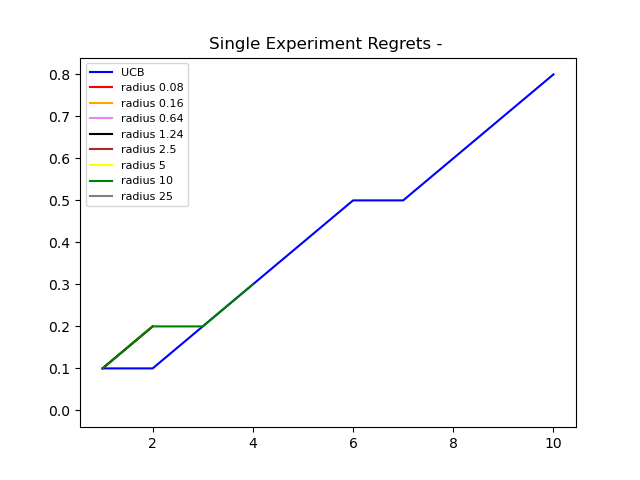 Single Experiment Regrets -
UCB
radius 0.08
radius 0.16
radius 0.64
radius 1.24
radius 2.5
radius 5
radius 10
radius 25
0.8
0.7
0.6
0.5
0.4
0.3
0.2
0.1
0.0
2 4 6 8 10